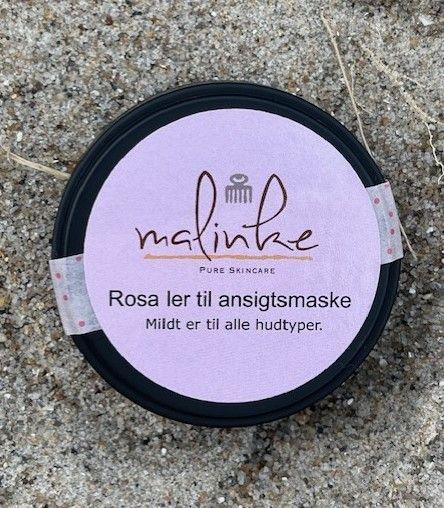 malinke
PURE SKINCARE
Rosa ler til ansigtsmaske
Mildt er til alle hudtyper.